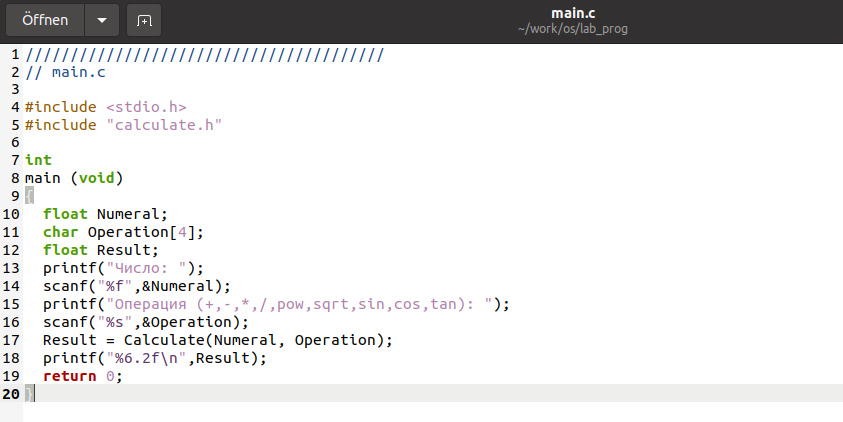 Öffnen
main.c
~/work/os/lab_prog
1 ////////////////////////////////////////
2 // main.c
3
4 #include <stdio.h>
5 #include "calculate.h"
6
7 int
8 main (void)
9 {
10   float Numeral;
11   char Operation[4];
12   float Result;
13   printf("Число: ");
14   scanf("%f",&Numeral);
15   printf("Операция (+,-,*,/,pow,sqrt,sin,cos,tan): ");
16   scanf("%s",&Operation);
17   Result = Calculate(Numeral, Operation);
18   printf("%6.2f\n",Result);
19   return 0;
20 }